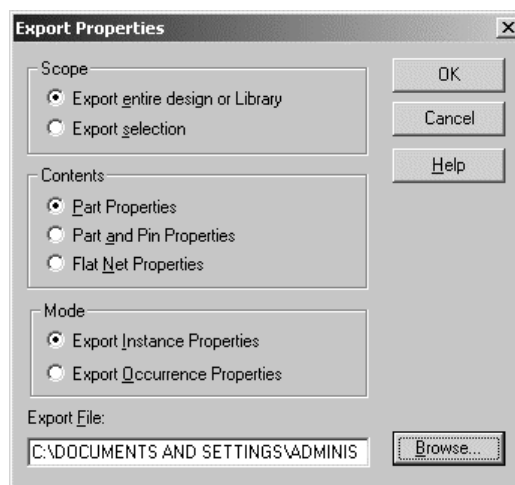 Export Properties
Scope
Export entire design or Library
Export selection
OK
Cancel
Help
Contents
Part Properties
Part and Pin Properties
Flat Net Properties
Mode
Export Instance Properties
Export Occurrence Properties
Export File:
C:\DOCUMENTS AND SETTINGS\ADMINIS
Browse...